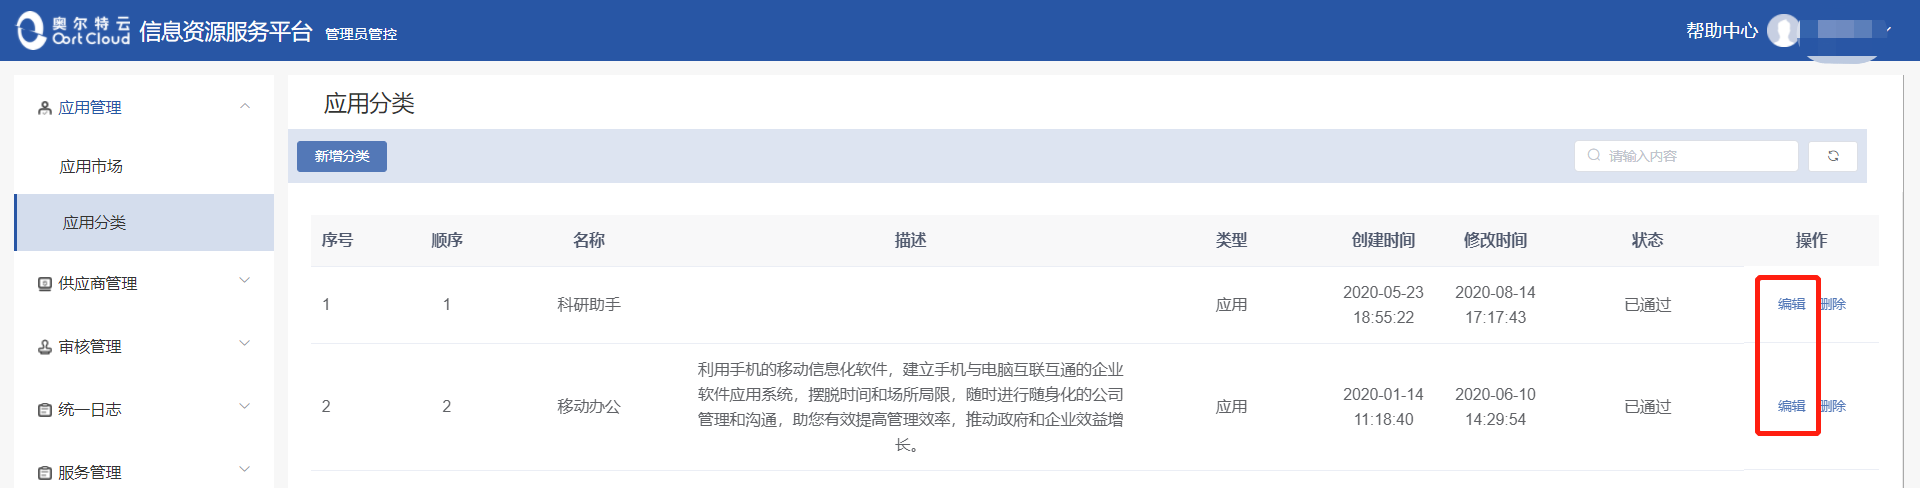 奥尔特云
Oort Cloud
信息资源服务平台 管理员管控
帮助中心
应用管理
应用市场
应用分类
供应商管理
审核管理
统一日志
服务管理
应用分类
新增分类
请输入内容
序号 顺序 名称 描述 类型 创建时间 修改时间 状态 操作
1 1 科研助手 应用 2020-05-23 18:55:22 2020-08-14 17:17:43 已通过 编辑 删除
2 2 移动办公
利用手机的移动信息化软件，建立手机与电脑互联互通的企业
软件应用系统，摆脱时间和场所局限，随时进行随身化的公司
管理和沟通，助您有效提高管理效率，推动政府和企业效益增
长。
应用 2020-01-14 11:18:40 2020-06-10 14:29:54 已通过 编辑 删除